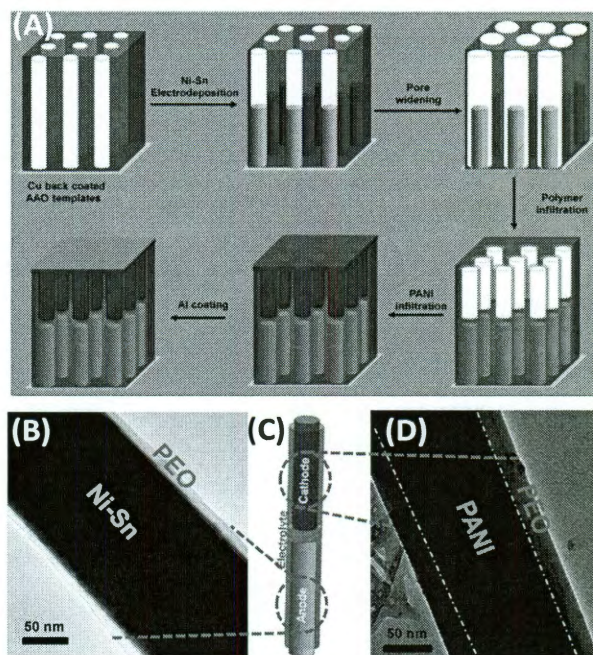 (A)
Ni-Sn
Electrodeposition
Pore
widening
Cu back coated
AAO templates
Polymer
infiltration
Al coating
PANI
infiltration
(B)
PEO
Ni-Sn
50 nm
(C)
Cathode
Electrolyte
Anode
(D)
PEO
PANI
50 nm